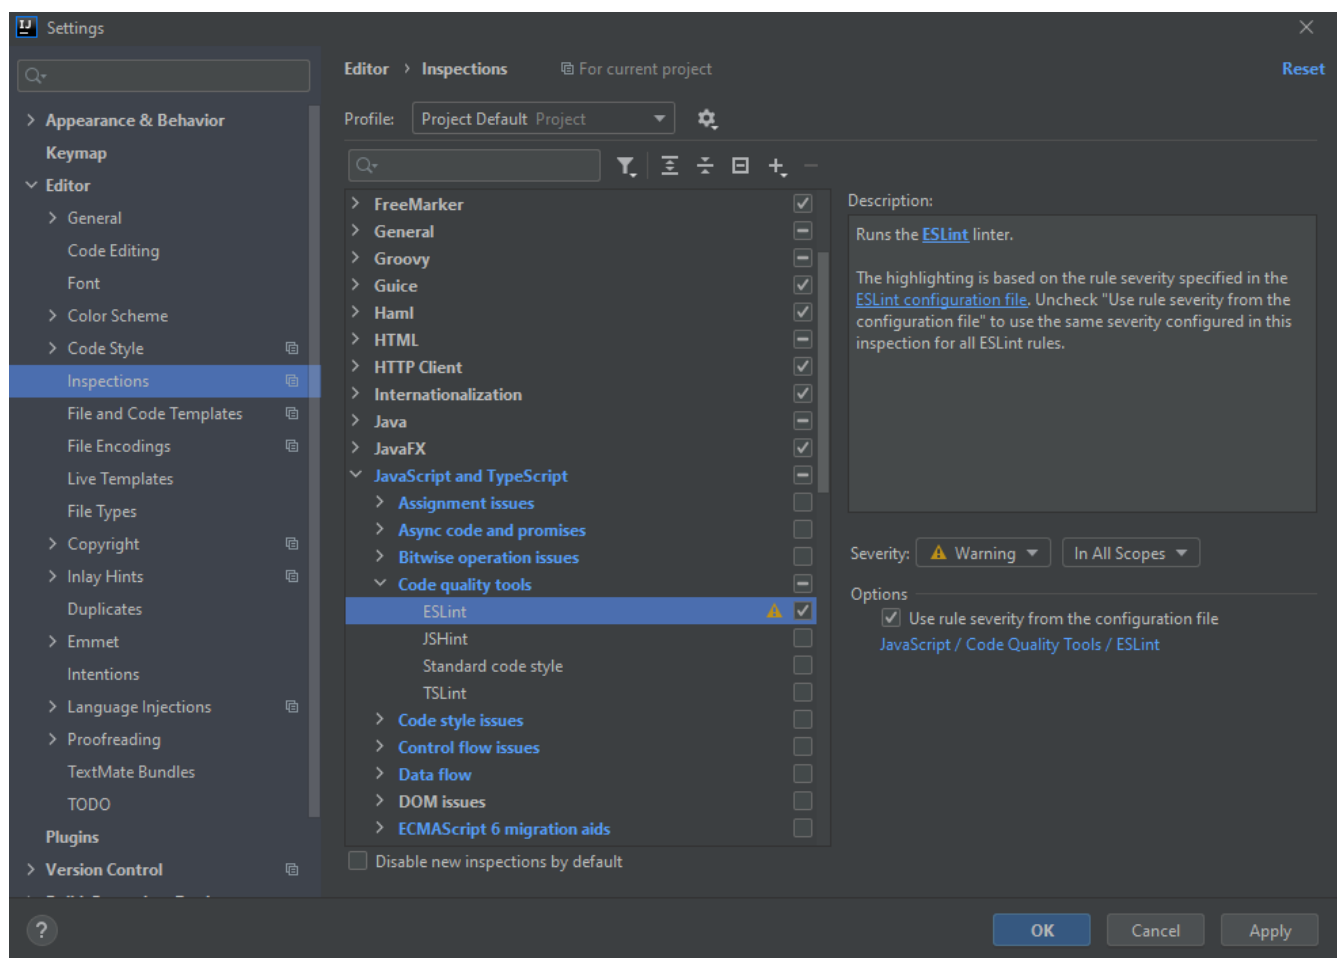 IJ Settings
Appearance & Behavior
Keymap
Editor
General
Code Editing
Font
Color Scheme
Code Style
Inspections
File and Code Templates
File Encodings
Live Templates
File Types
Copyright
Inlay Hints
Duplicates
Emmet
Intentions
Language Injections
Proofreading
TextMate Bundles
TODO
Plugins
Version Control
Editor › Inspections For current project Reset
Profile: Project Default Project
FreeMarker
General
Groovy
Guice
Haml
HTML
HTTP Client
Internationalization
Java
JavaFX
JavaScript and TypeScript
Assignment issues
Async code and promises
Bitwise operation issues
Code quality tools
ESLint
JSHint
Standard code style
TSLint
Code style issues
Control flow issues
Data flow
DOM issues
ECMAScript 6 migration aids
Disable new inspections by default
Description:
Runs the ESLint linter.
The highlighting is based on the rule severity specified in the
ESLint configuration file. Uncheck "Use rule severity from the
configuration file" to use the same severity configured in this
inspection for all ESLint rules.
Severity: Warning In All Scopes
Options
Use rule severity from the configuration file
JavaScript / Code Quality Tools / ESLint
? OK Cancel Apply